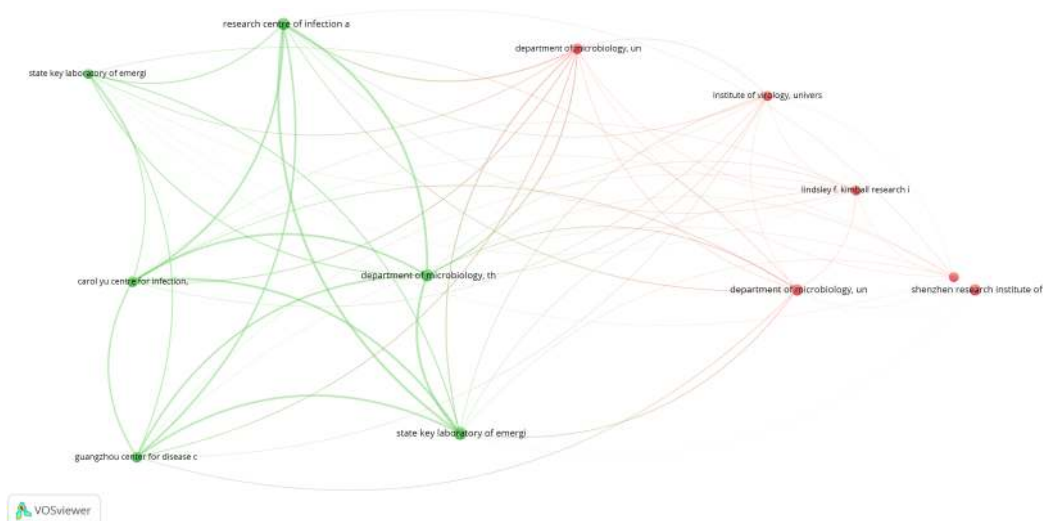 research centre of infection a
department of microbiology, un
state key laboratory of emergi
institute of virology, univers
lindsley f. kimball research i
carol yu centre for infection,
department of microbiology, th
department of microbiology, un
shenzhen research institute of
state key laboratory of emergi
guangzhou center for disease c
VOSviewer